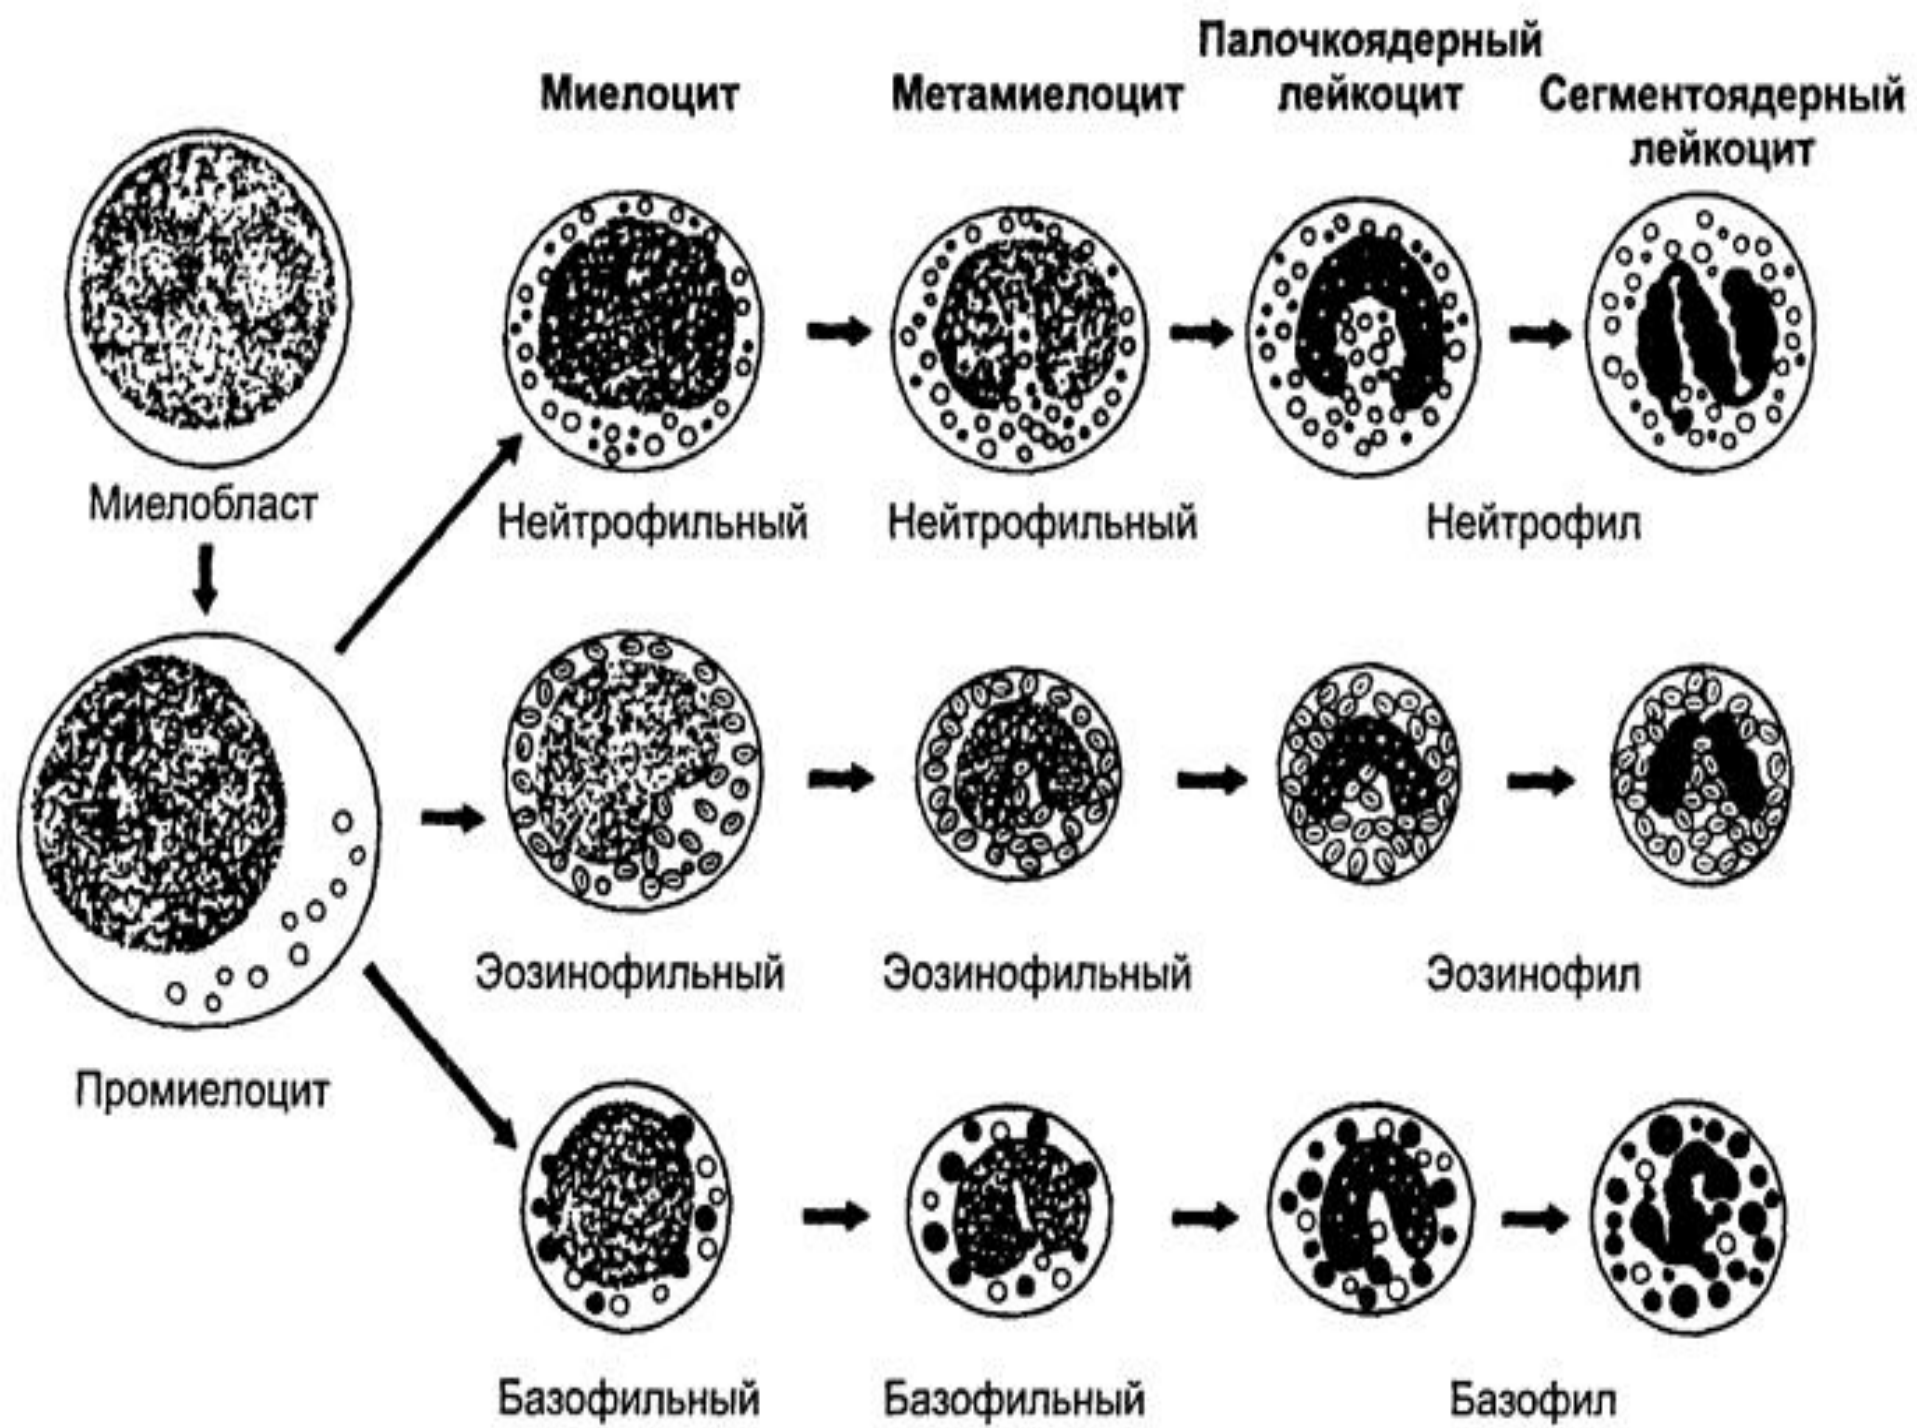 Палочкоядерный
Миелоцит
Метамиелоцит
лейкоцит
Сегментоядерный
лейкоцит
Миелобласт
Нейтрофильный
Нейтрофильный
Нейтрофил
Эозинофильный
Эозинофильный
Эозинофил
Промиелоцит
Базофильный
Базофильный
Базофил